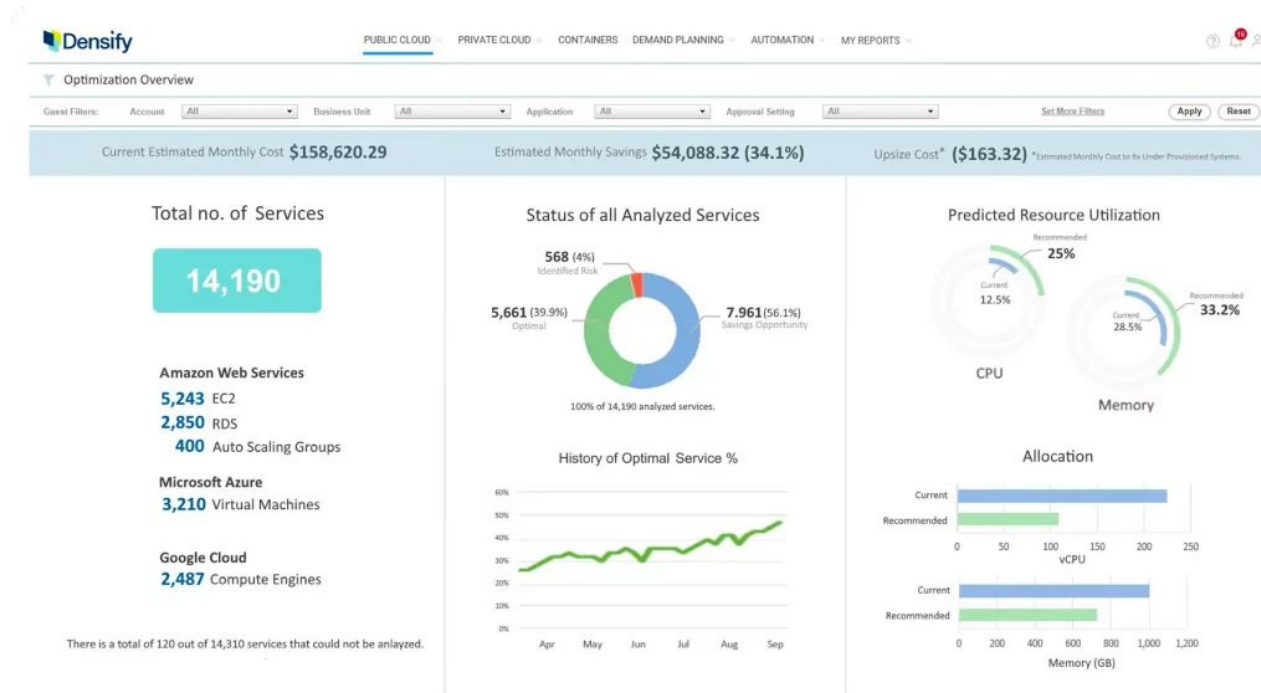 Densify
PUBLIC CLOUD PRIVATE CLOUD CONTAINERS DEMAND PLANNING AUTOMATION MY REPORTS
16
Optimization Overview
Guest Filters: Account All Business Unit All Application All Approval Setting All Set More Filters Apply Reset
Current Estimated Monthly Cost $158,620.29
Estimated Monthly Savings $54,088.32 (34.1%)
Upsize Cost* ($163.32) *Estimated Monthly Cost to fix Under Provisioned Systems.
Total no. of Services
14,190
Amazon Web Services
5,243 EC2
2,850 RDS
400 Auto Scaling Groups
Microsoft Azure
3,210 Virtual Machines
Google Cloud
2,487 Compute Engines
There is a total of 120 out of 14,310 services that could not be anlayzed.
Status of all Analyzed Services
568 (4%)
Identified Risk
5,661 (39.9%)
Optimal
7.961(56.1%)
Savings Opportunity
100% of 14,190 analyzed services.
History of Optimal Service %
60%
50%
40%
30%
20%
10%
0%
Apr May Jun Jul Aug Sep
Predicted Resource Utilization
Recommended
25%
Current
12.5%
CPU
Recommended
33.2%
Current
28.5%
Memory
Allocation
Current
Recommended
0 50 100 150 200 250
vCPU
Current
Recommended
0 200 400 600 800 1,000 1,200
Memory (GB)